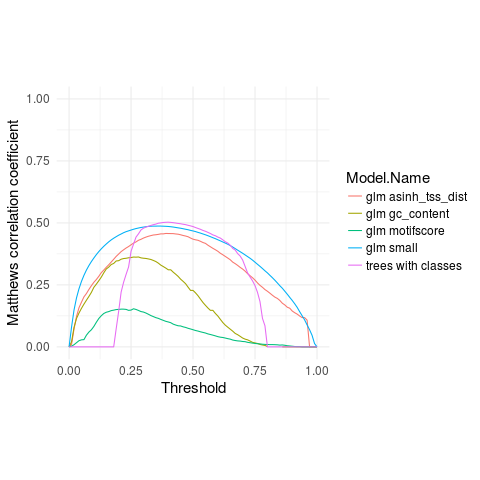 Matthews correlation coefficient
1.00
0.75
0.50
0.25
0.00
0.00 0.25 0.50 0.75 1.00
Threshold
Model.Name
glm asinh_tss_dist
glm gc_content
glm motifscore
glm small
trees with classes